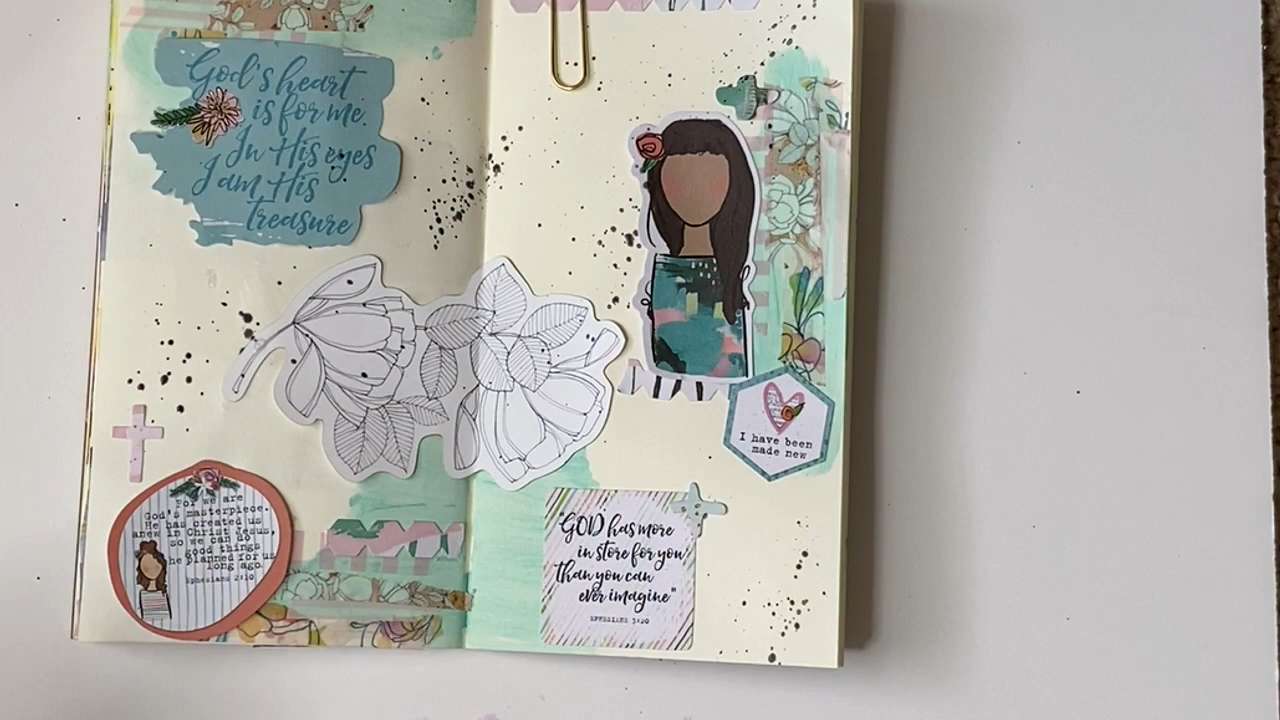 God's heart
is for me.
In His eyes
I am His
treasure
For we are
God's masterpiece.
He has created us
anew in Christ Jesus,
so we can do
good things
he planned for us
long ago.
Ephesians 2:10
I have been
made new
"GOD has more
in store for you
than you can
ever imagine"
EPHESIANS 3:20